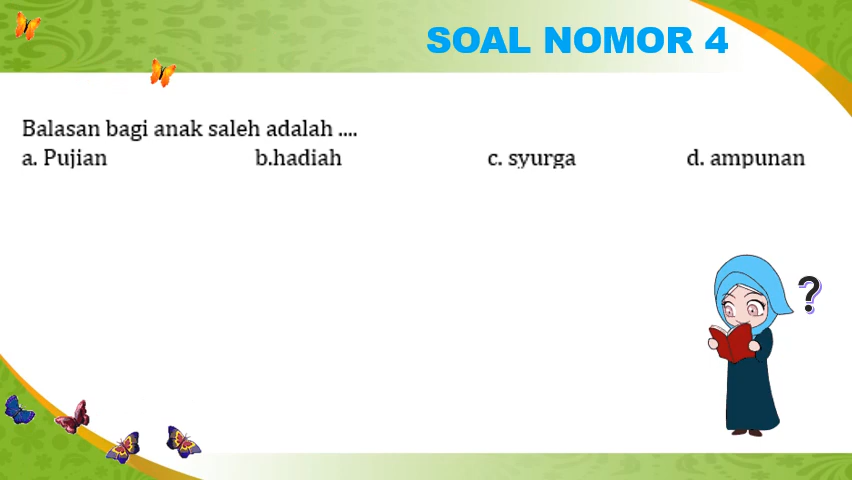 SOAL NOMOR 4
Balasan bagi anak saleh adalah ....
a. Pujian b.hadiah c. syurga d. ampunan
?